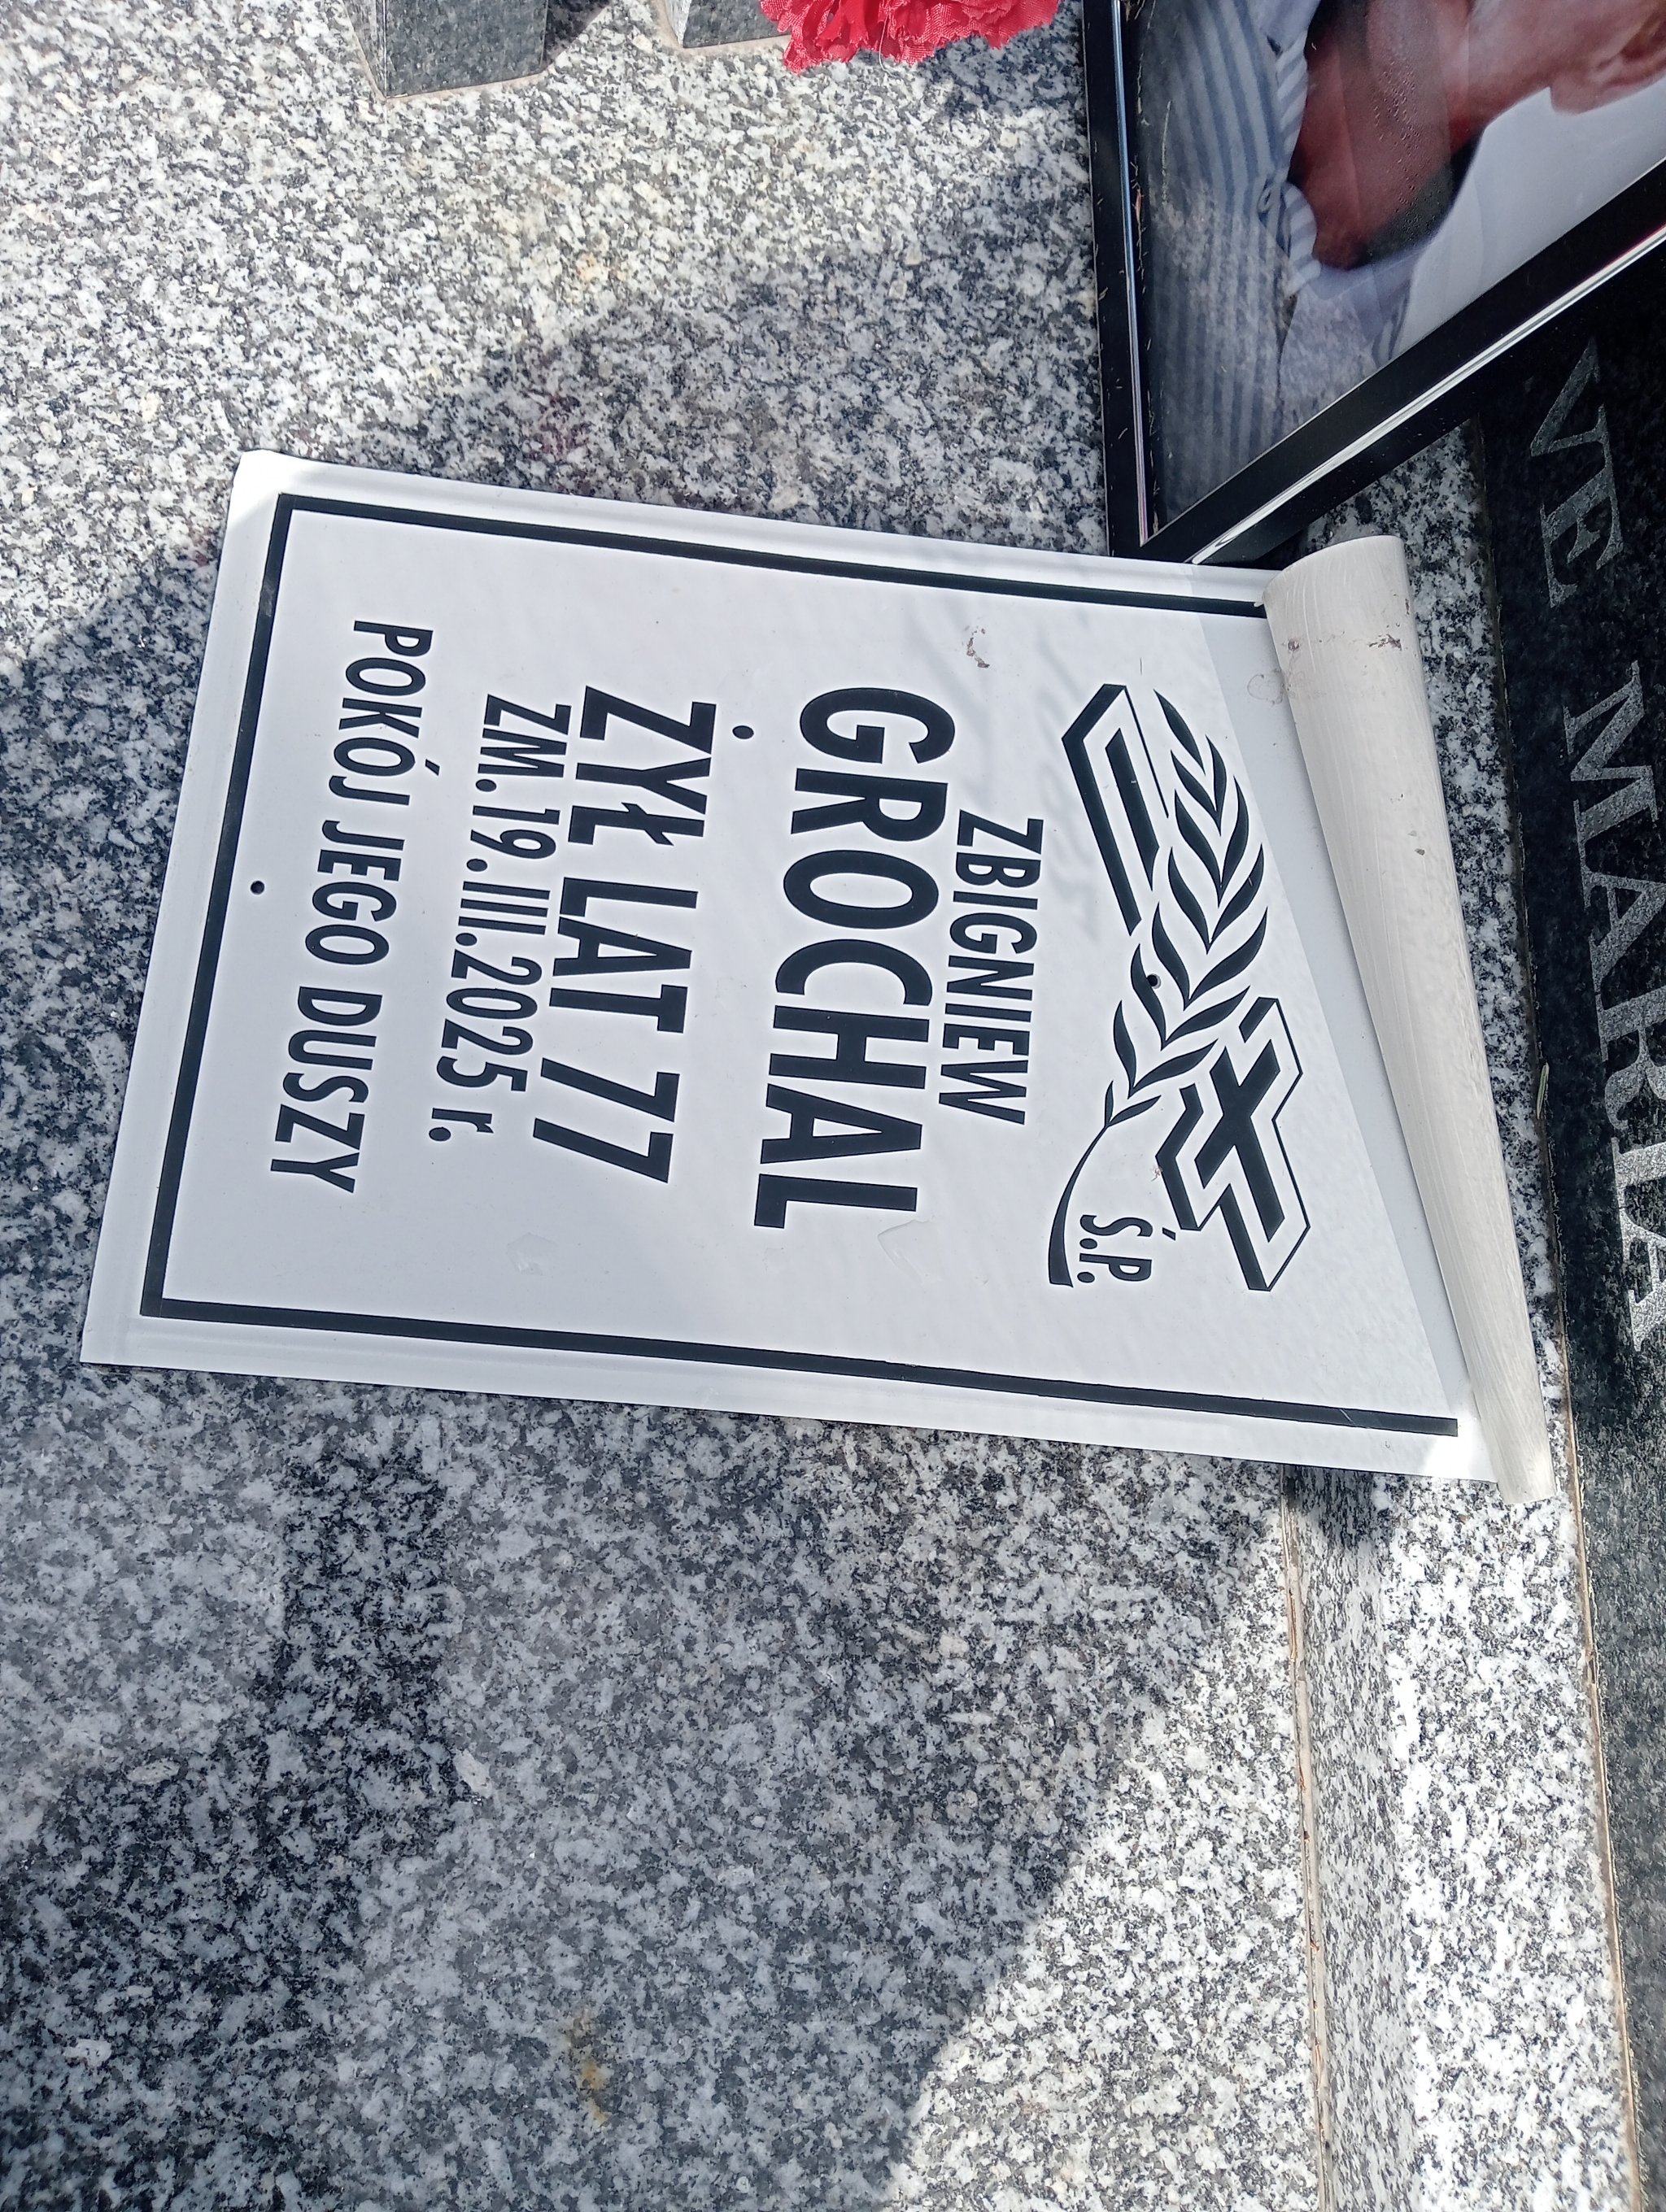 Ś.P.
ZBIGNIEW
GROCHAL
ŻYŁ LAT 77
ZM. 19.III.2025 r.
POKÓJ JEGO DUSZY